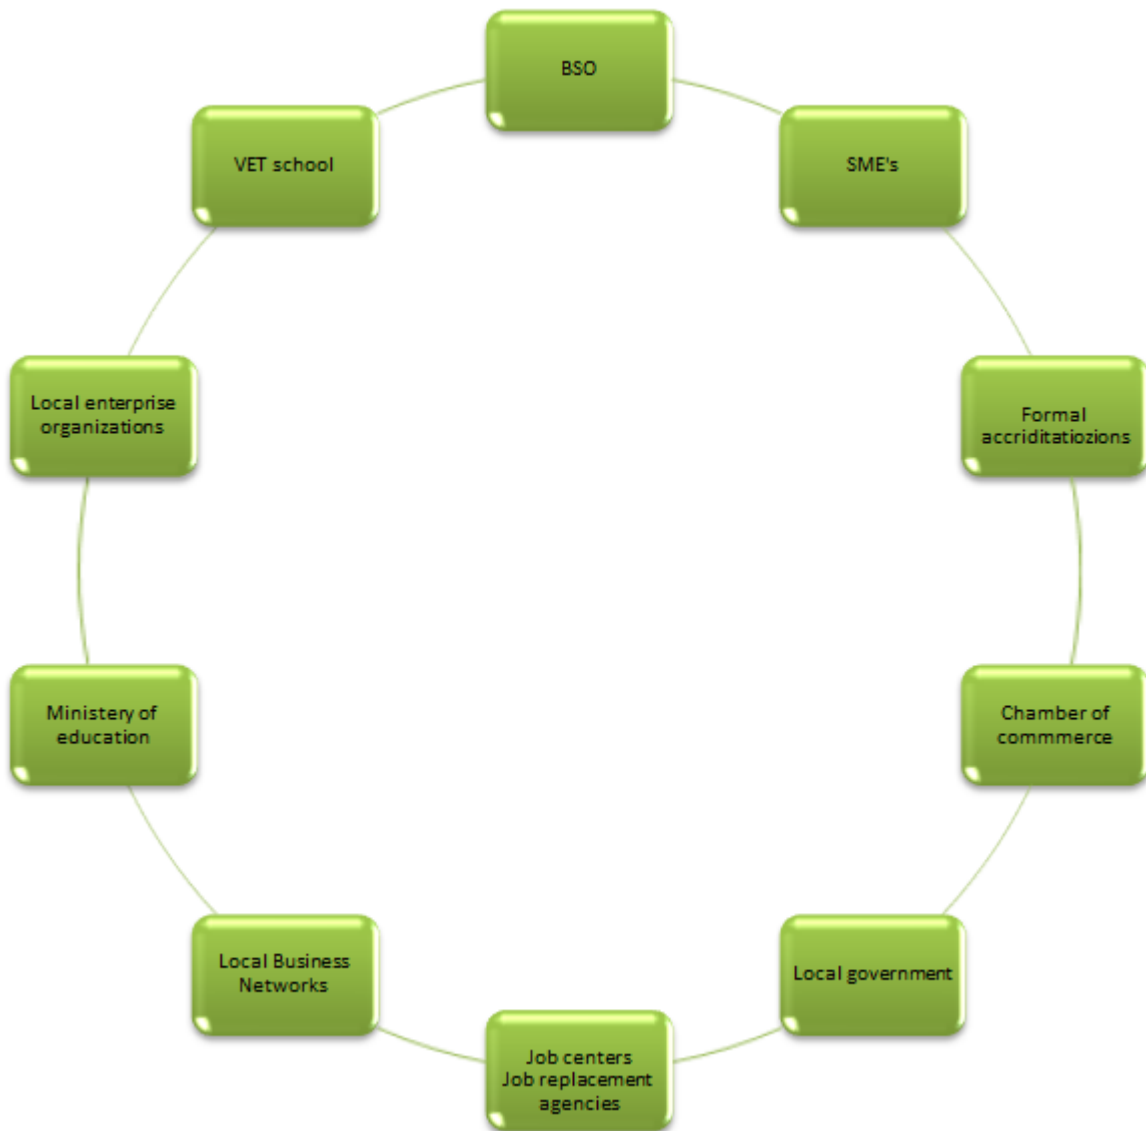 BSO
VET school
SME's
Local enterprise
organizations
Formal
accriditatiozions
Ministery of
education
Chamber of
commmerce
Local Business
Networks
Local government
Job centers
Job replacement
agencies